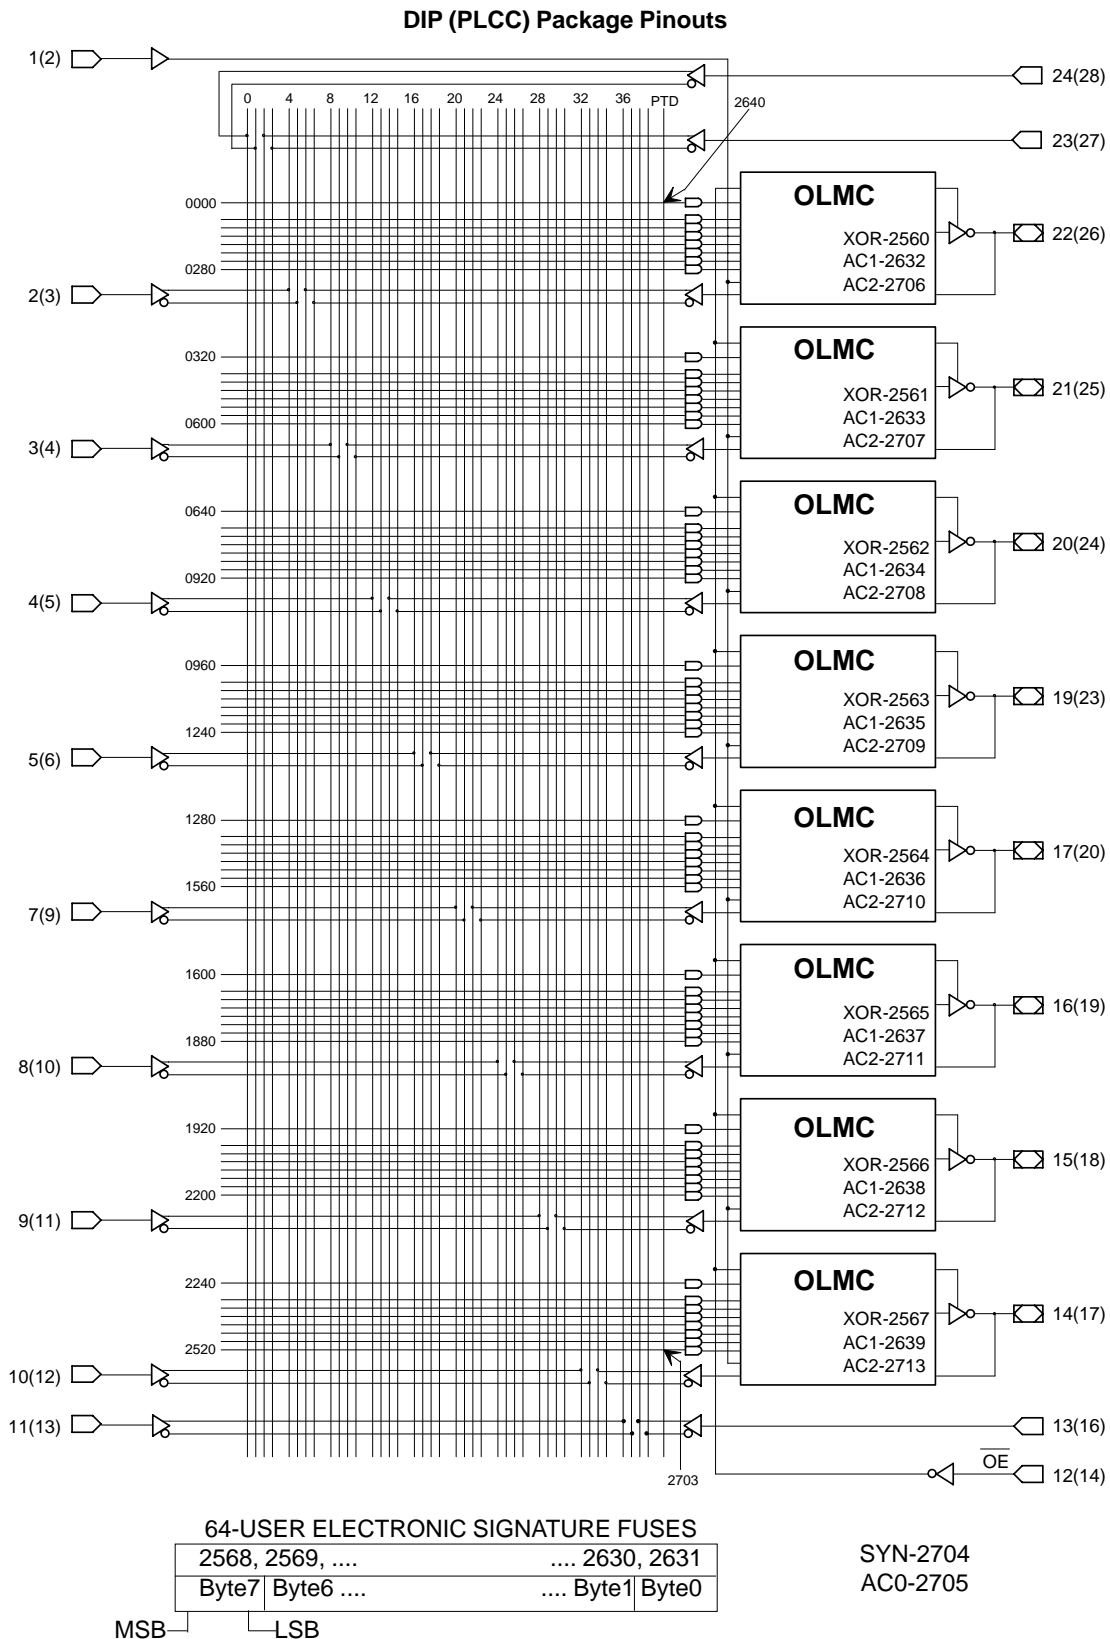 DIP (PLCC) Package Pinouts
1(2)
24(28)
0 4 8 12 16 20 24 28 32 36 PTD
2640
23(27)
0000
0280
OLMC
XOR-2560
AC1-2632
AC2-2706
22(26)
2(3)
0320
0600
OLMC
XOR-2561
AC1-2633
AC2-2707
21(25)
3(4)
0640
0920
OLMC
XOR-2562
AC1-2634
AC2-2708
20(24)
4(5)
0960
1240
OLMC
XOR-2563
AC1-2635
AC2-2709
19(23)
5(6)
1280
1560
OLMC
XOR-2564
AC1-2636
AC2-2710
17(20)
7(9)
1600
1880
OLMC
XOR-2565
AC1-2637
AC2-2711
16(19)
8(10)
1920
2200
OLMC
XOR-2566
AC1-2638
AC2-2712
15(18)
9(11)
2240
2520
OLMC
XOR-2567
AC1-2639
AC2-2713
14(17)
10(12)
11(13)
13(16)
2703
OE
12(14)
64-USER ELECTRONIC SIGNATURE FUSES
2568, 2569, .... .... 2630, 2631
Byte7 Byte6 .... .... Byte1 Byte0
MSB LSB
SYN-2704
AC0-2705